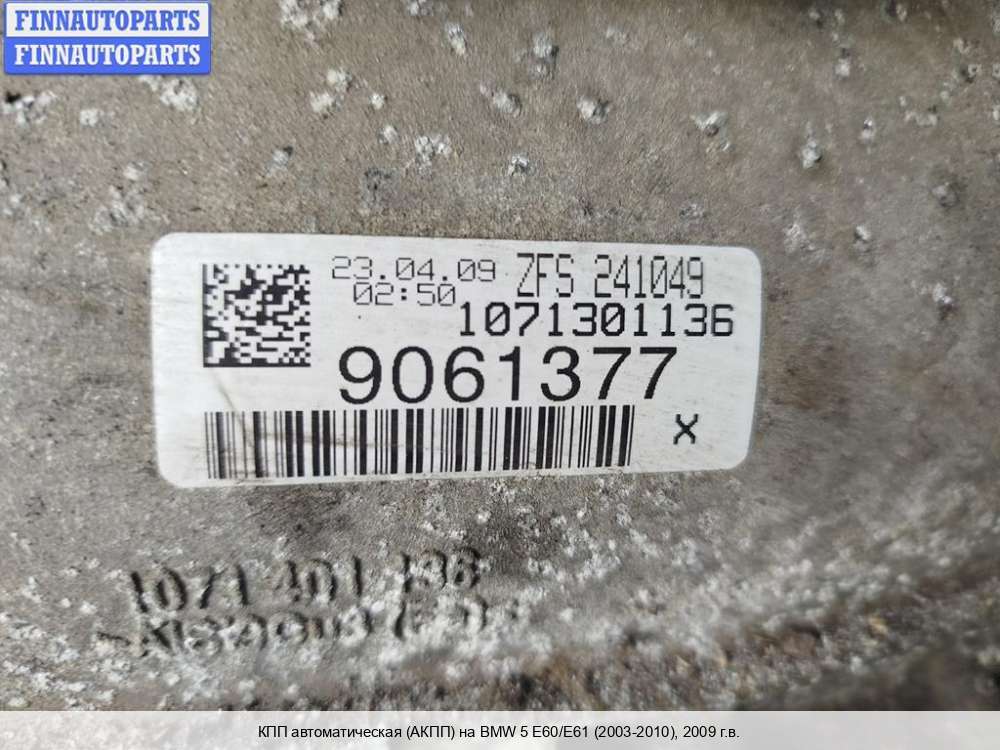 FINNAUTOPARTS
FINNAUTOPARTS
23.04.09 ZFS 241049
02:50
1071301136
9061377
X
КПП автоматическая (АКПП) на BMW 5 E60/E61 (2003-2010), 2009 г.в.